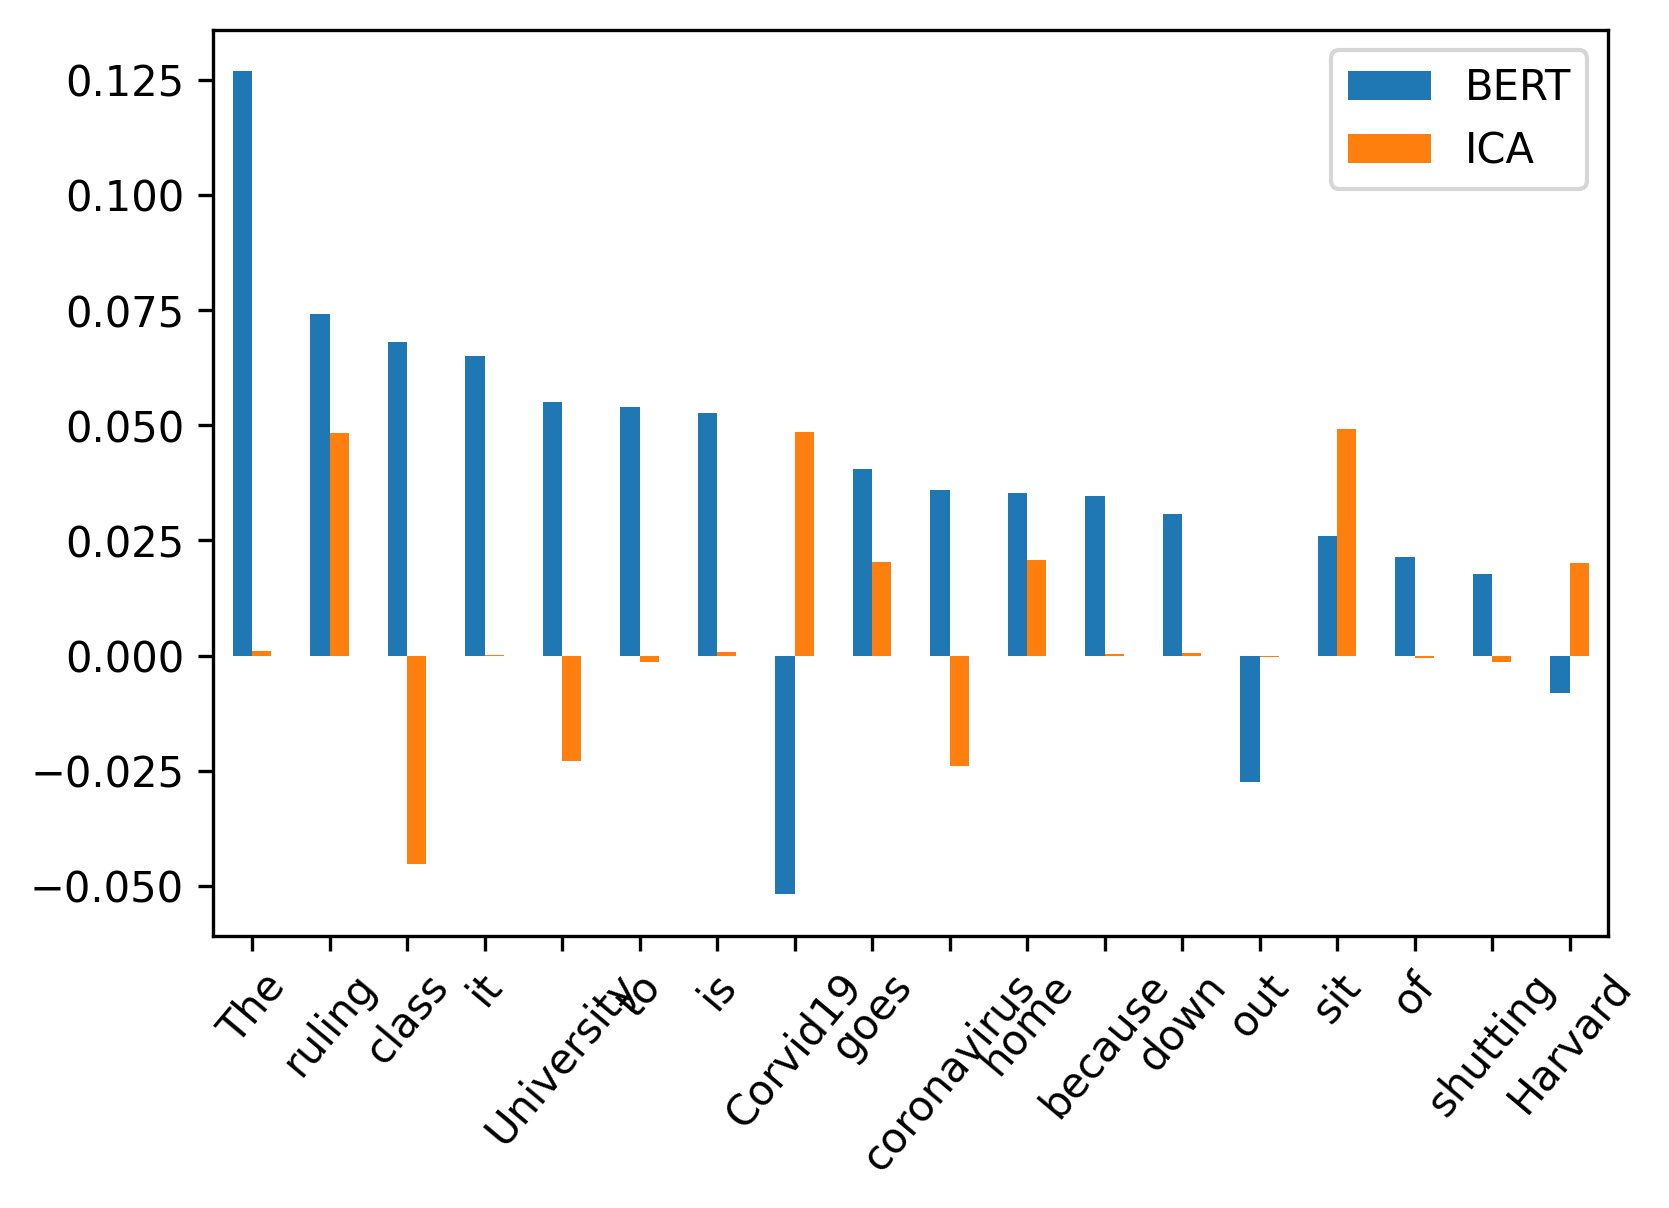 BERT
ICA
0.125
0.100
0.075
0.050
0.025
0.000
−0.025
−0.050
The
ruling
class
it
University
to
is
Corvid19
goes
coronavirus
home
because
down
out
sit
of
shutting
Harvard